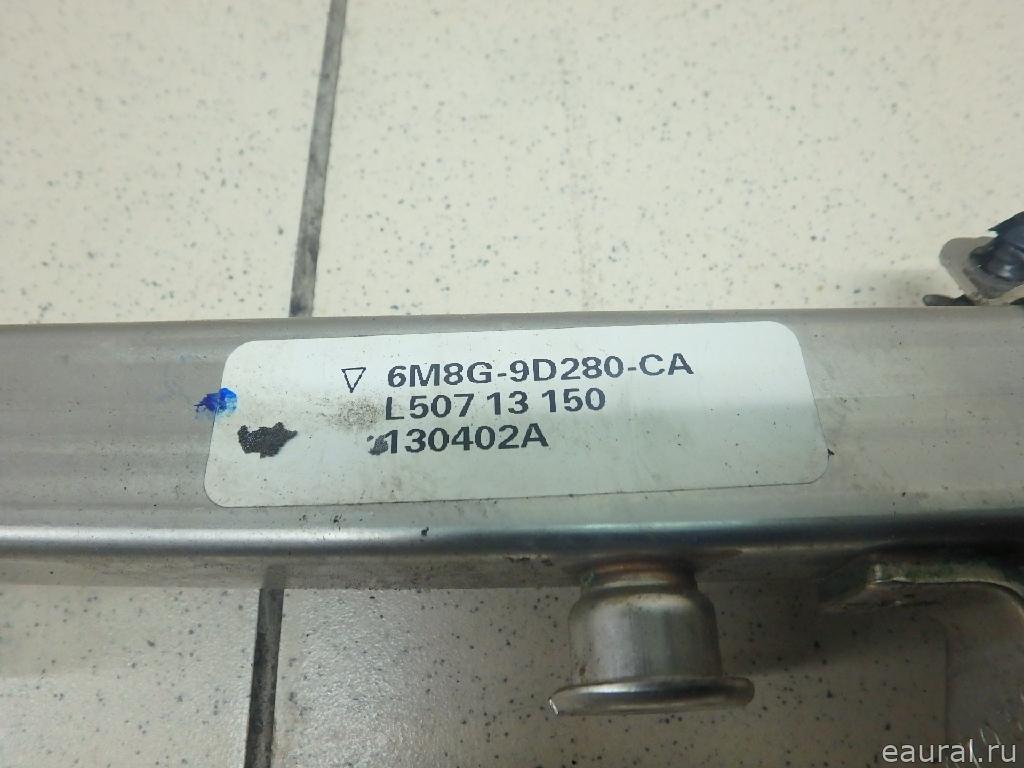 ▽ 6M8G-9D280-CA
L507 13 150
130402A
eaural.ru